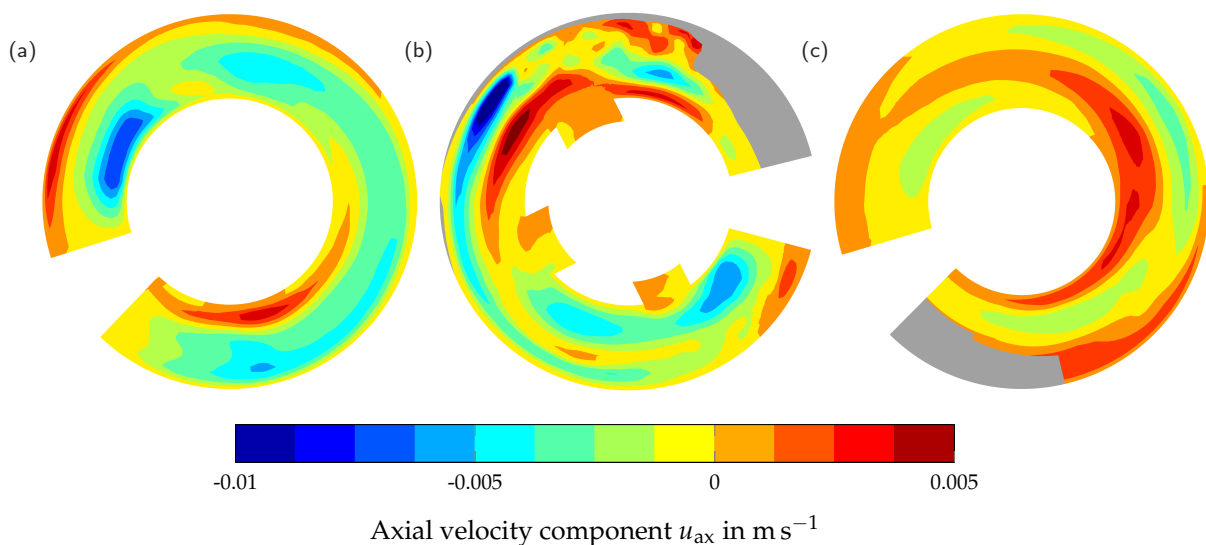 (a) (b) (c)
-0.01 -0.005 0 0.005
Axial velocity component u_ax in m s⁻¹